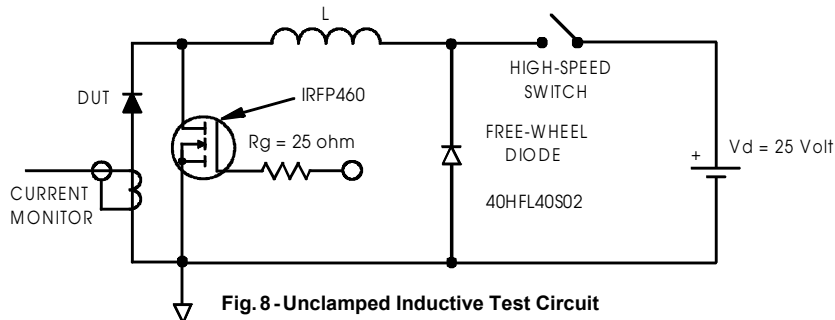 L
HIGH-SPEED
SWITCH
DUT
IRFP460
Rg = 25 ohm
FREE-WHEEL
DIODE
40HFL40S02
+
Vd = 25 Volt
CURRENT
MONITOR
Fig. 8 - Unclamped Inductive Test Circuit